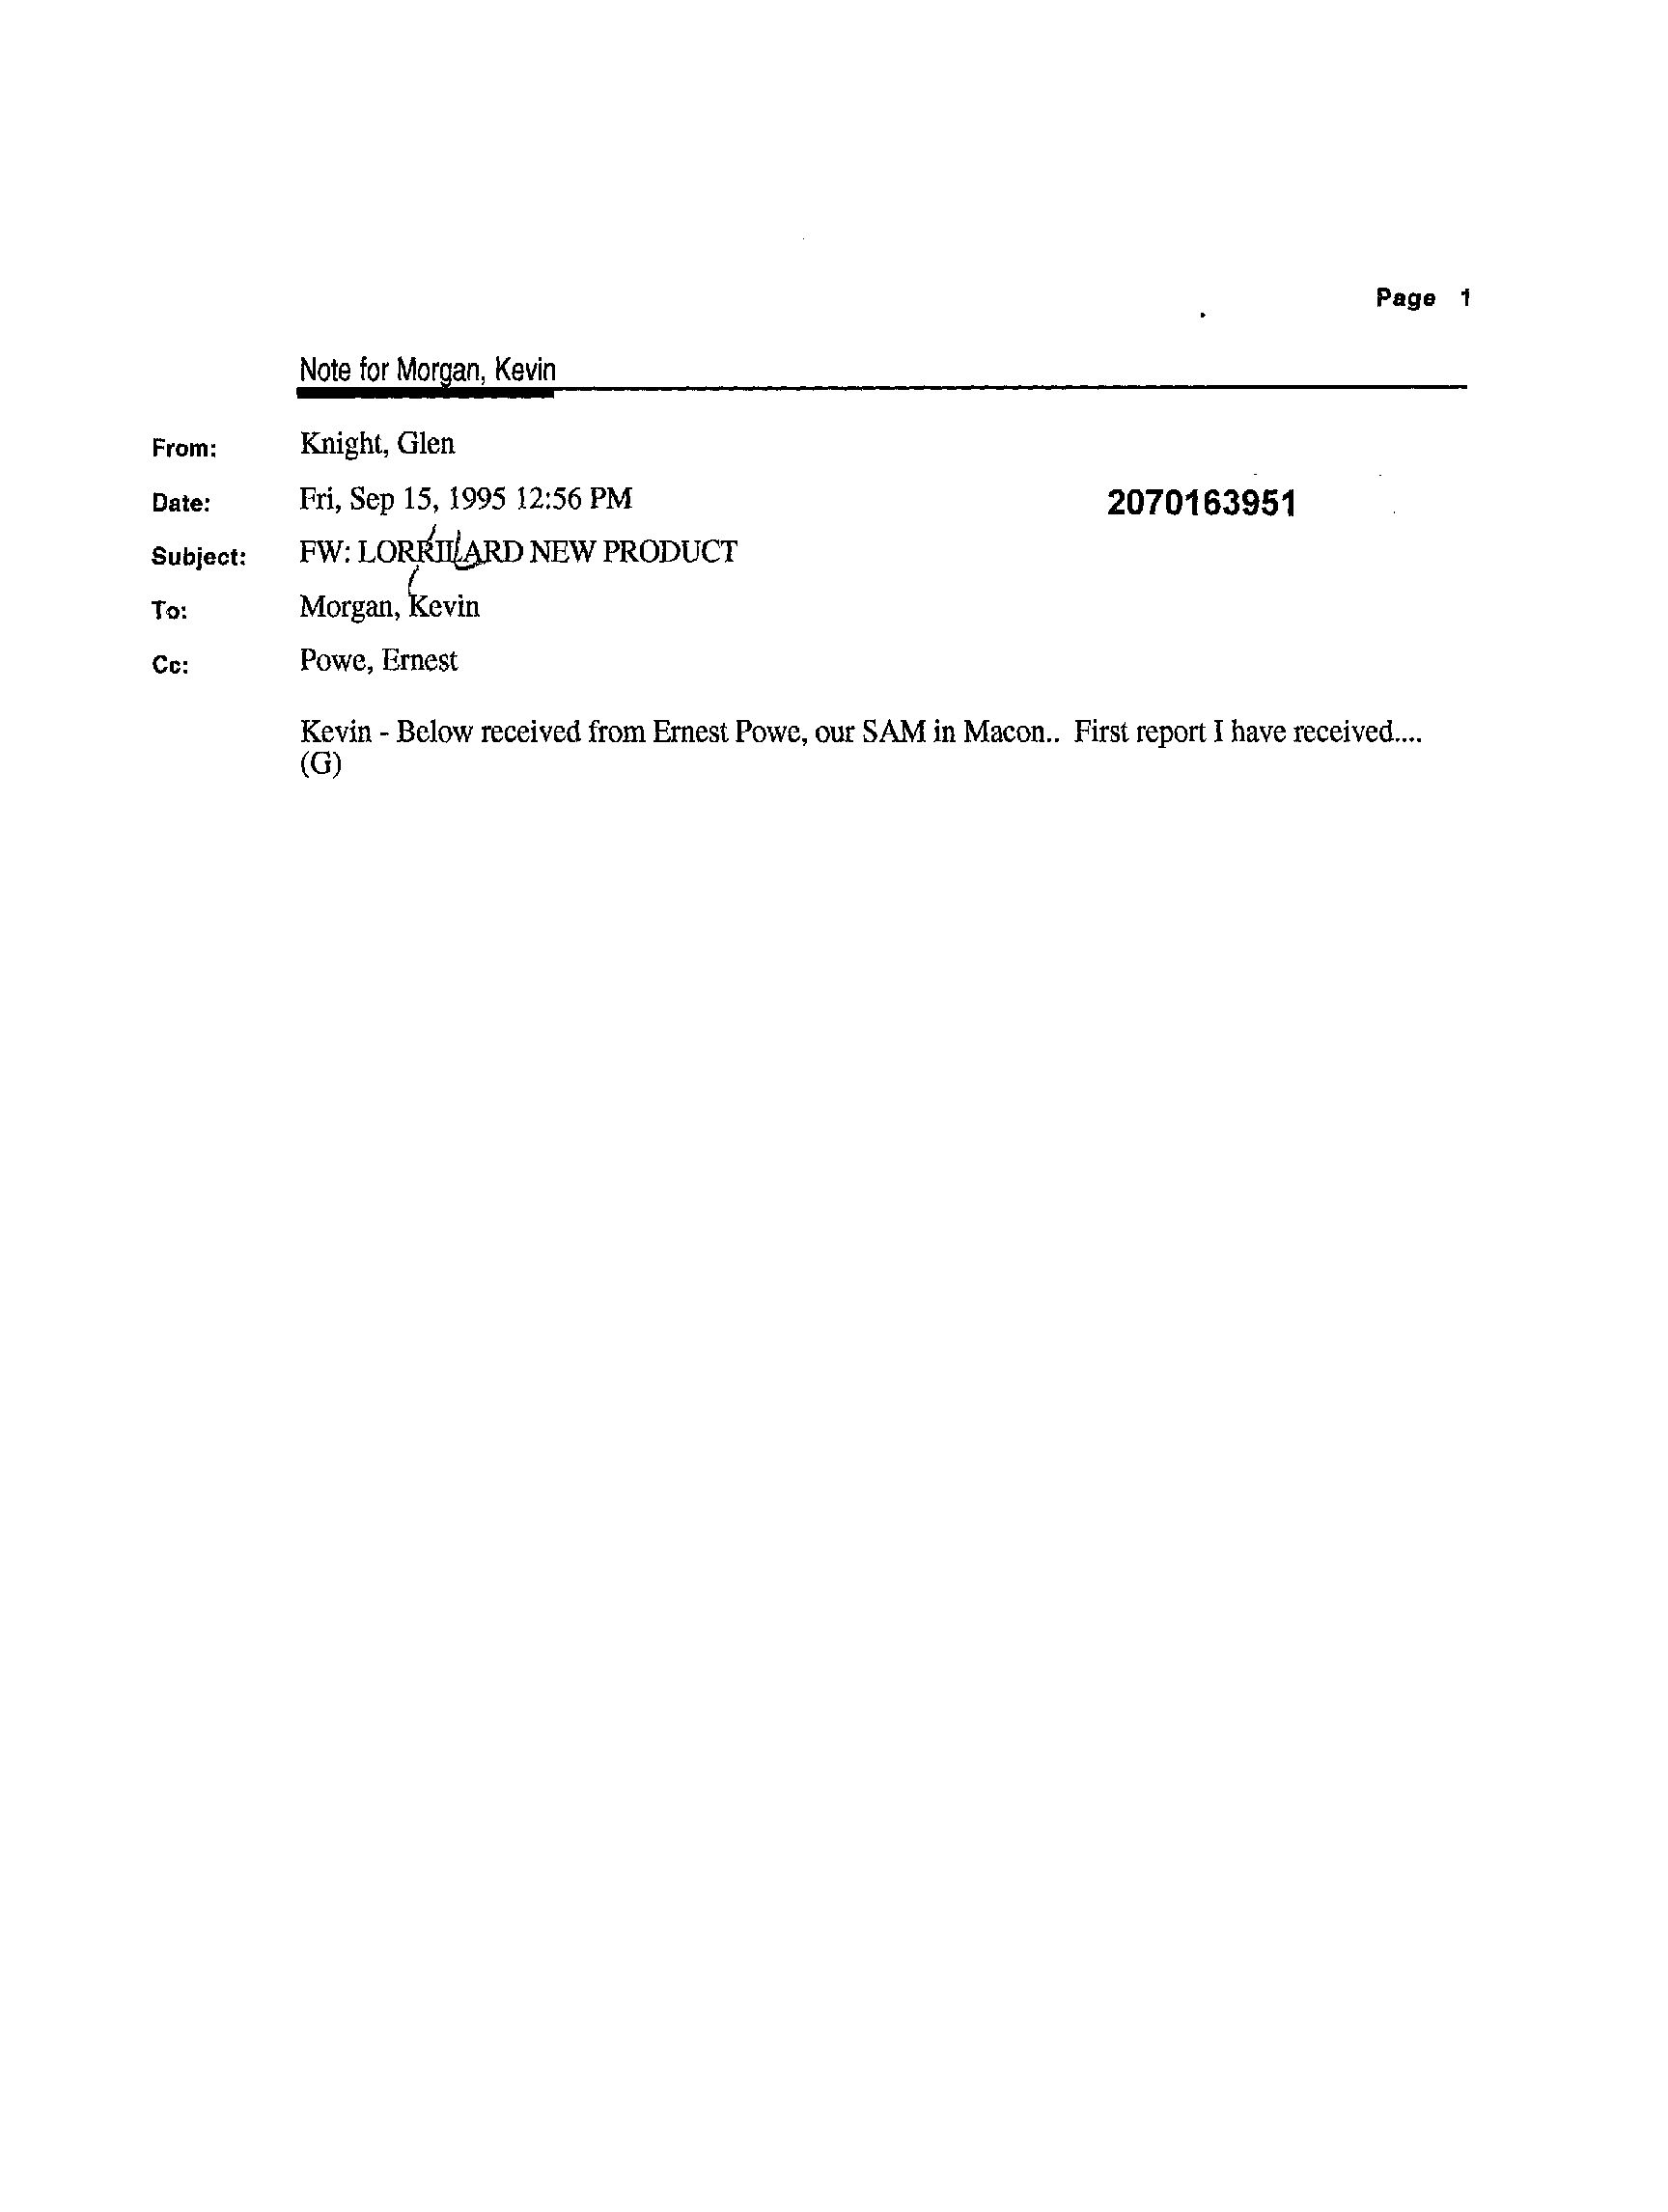 Page 1
Note for Morgan, Kevin
From: Knight, Glen
Date: Fri, Sep 15, 1995 12:56 PM
2070163951
Subject: FW: LORRILLARD NEW PRODUCT
To: Morgan, Kevin
Cc: Powe, Ernest
Kevin - Below received from Ernest Powe, our SAM in Macon.. First report I have received....
(G)